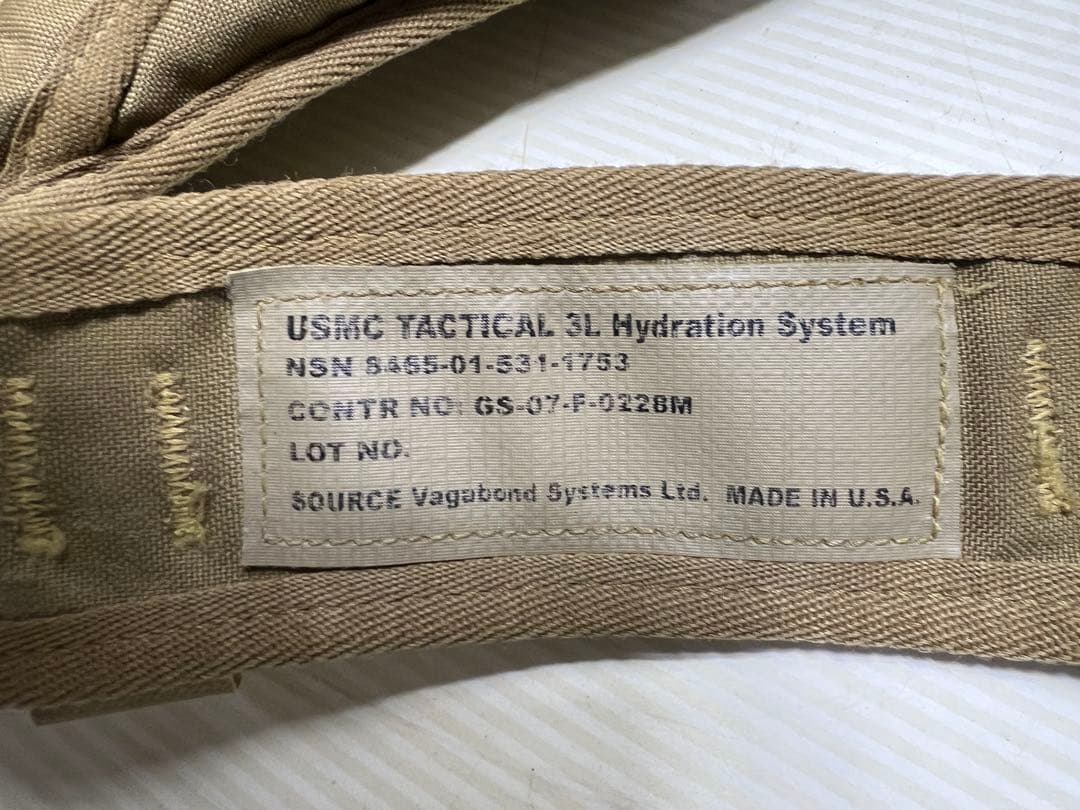 USMC TACTICAL 3L Hydration System
NSN 8465-01-531-1753
CONTR NO: GS-07-F-0228M
LOT NO.
SOURCE Vagabond Systems Ltd. MADE IN U.S.A.